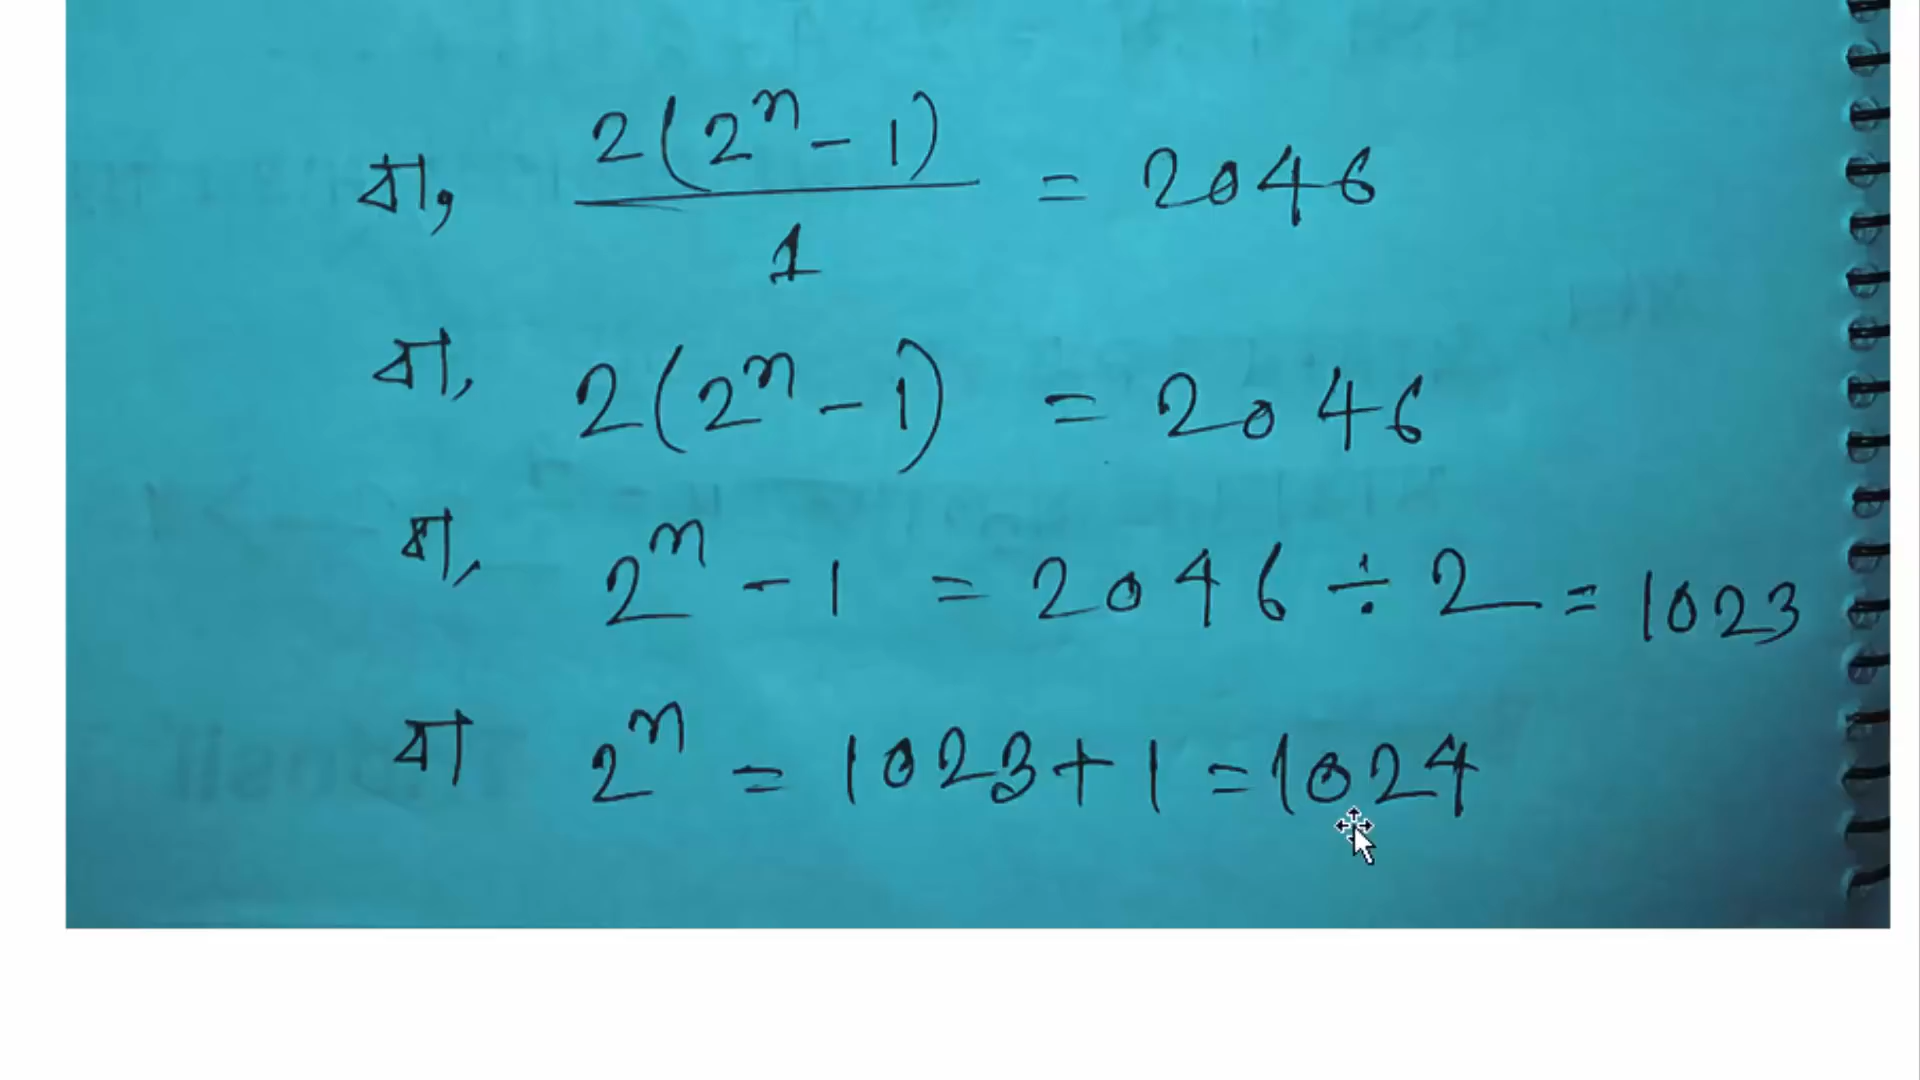 বা, 2(2ⁿ - 1)/1 = 2046
বা, 2(2ⁿ - 1) = 2046
বা, 2ⁿ - 1 = 2046 ÷ 2 = 1023
বা 2ⁿ = 1023 + 1 = 1024